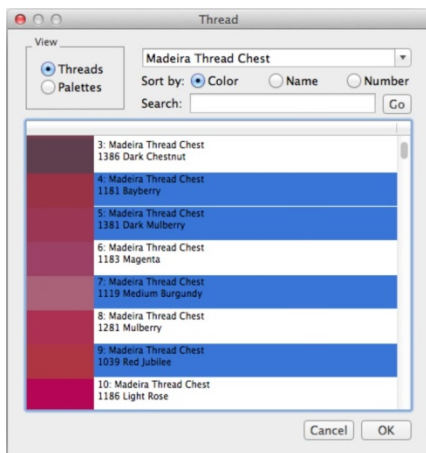 Thread
View
Threads
Palettes
Madeira Thread Chest
Sort by: Color Name Number
Search: Go
3: Madeira Thread Chest
1386 Dark Chestnut
4: Madeira Thread Chest
1181 Bayberry
5: Madeira Thread Chest
1381 Dark Mulberry
6: Madeira Thread Chest
1183 Magenta
7: Madeira Thread Chest
1119 Medium Burgundy
8: Madeira Thread Chest
1281 Mulberry
9: Madeira Thread Chest
1039 Red Jubilee
10: Madeira Thread Chest
1186 Light Rose
Cancel OK